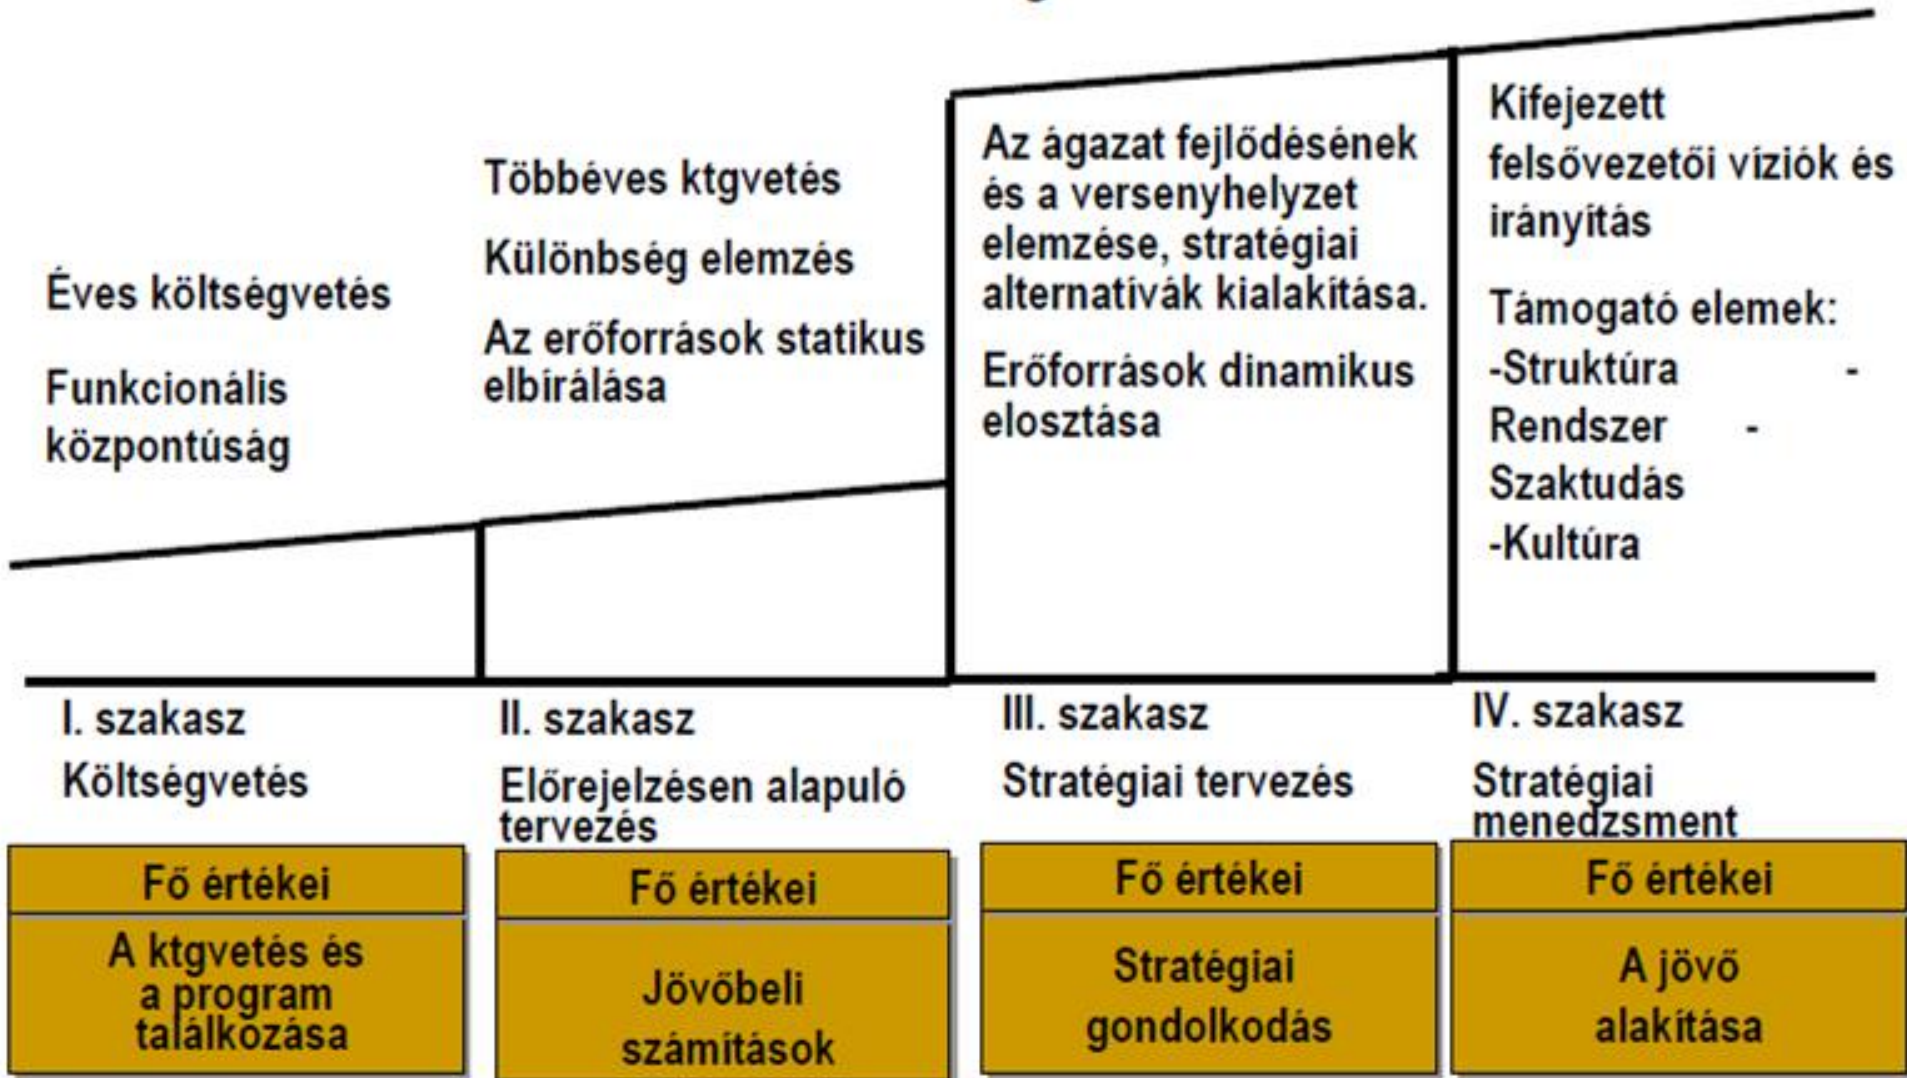 Éves költségvetés
Funkcionális
központúság
Többéves ktgvetés
Különbség elemzés
Az erőforrások statikus
elbírálása
Az ágazat fejlődésének
és a versenyhelyzet
elemzése, stratégiai
alternatívák kialakítása.
Erőforrások dinamikus
elosztása
Kifejezett
felsővezetői víziók és
irányítás
Támogató elemek:
-Struktúra -
Rendszer -
Szaktudás
-Kultúra
I. szakasz
Költségvetés
II. szakasz
Előrejelzésen alapuló
tervezés
III. szakasz
Stratégiai tervezés
IV. szakasz
Stratégiai
menedzsment
Fő értékei
A ktgvetés és
a program
találkozása
Fő értékei
Jövőbeli
számítások
Fő értékei
Stratégiai
gondolkodás
Fő értékei
A jövő
alakítása